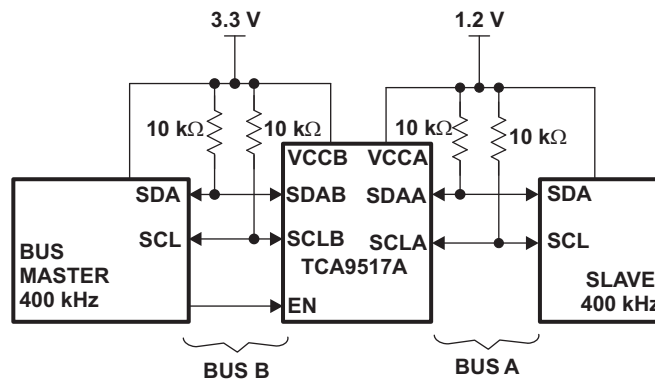 3.3 V
1.2 V
10 kΩ
10 kΩ
10 kΩ
10 kΩ
VCCB
VCCA
SDA
SDAB
SDAA
SDA
SCL
SCLB
SCLA
SCL
BUS
MASTER
400 kHz
TCA9517A
EN
SLAVE
400 kHz
BUS B
BUS A